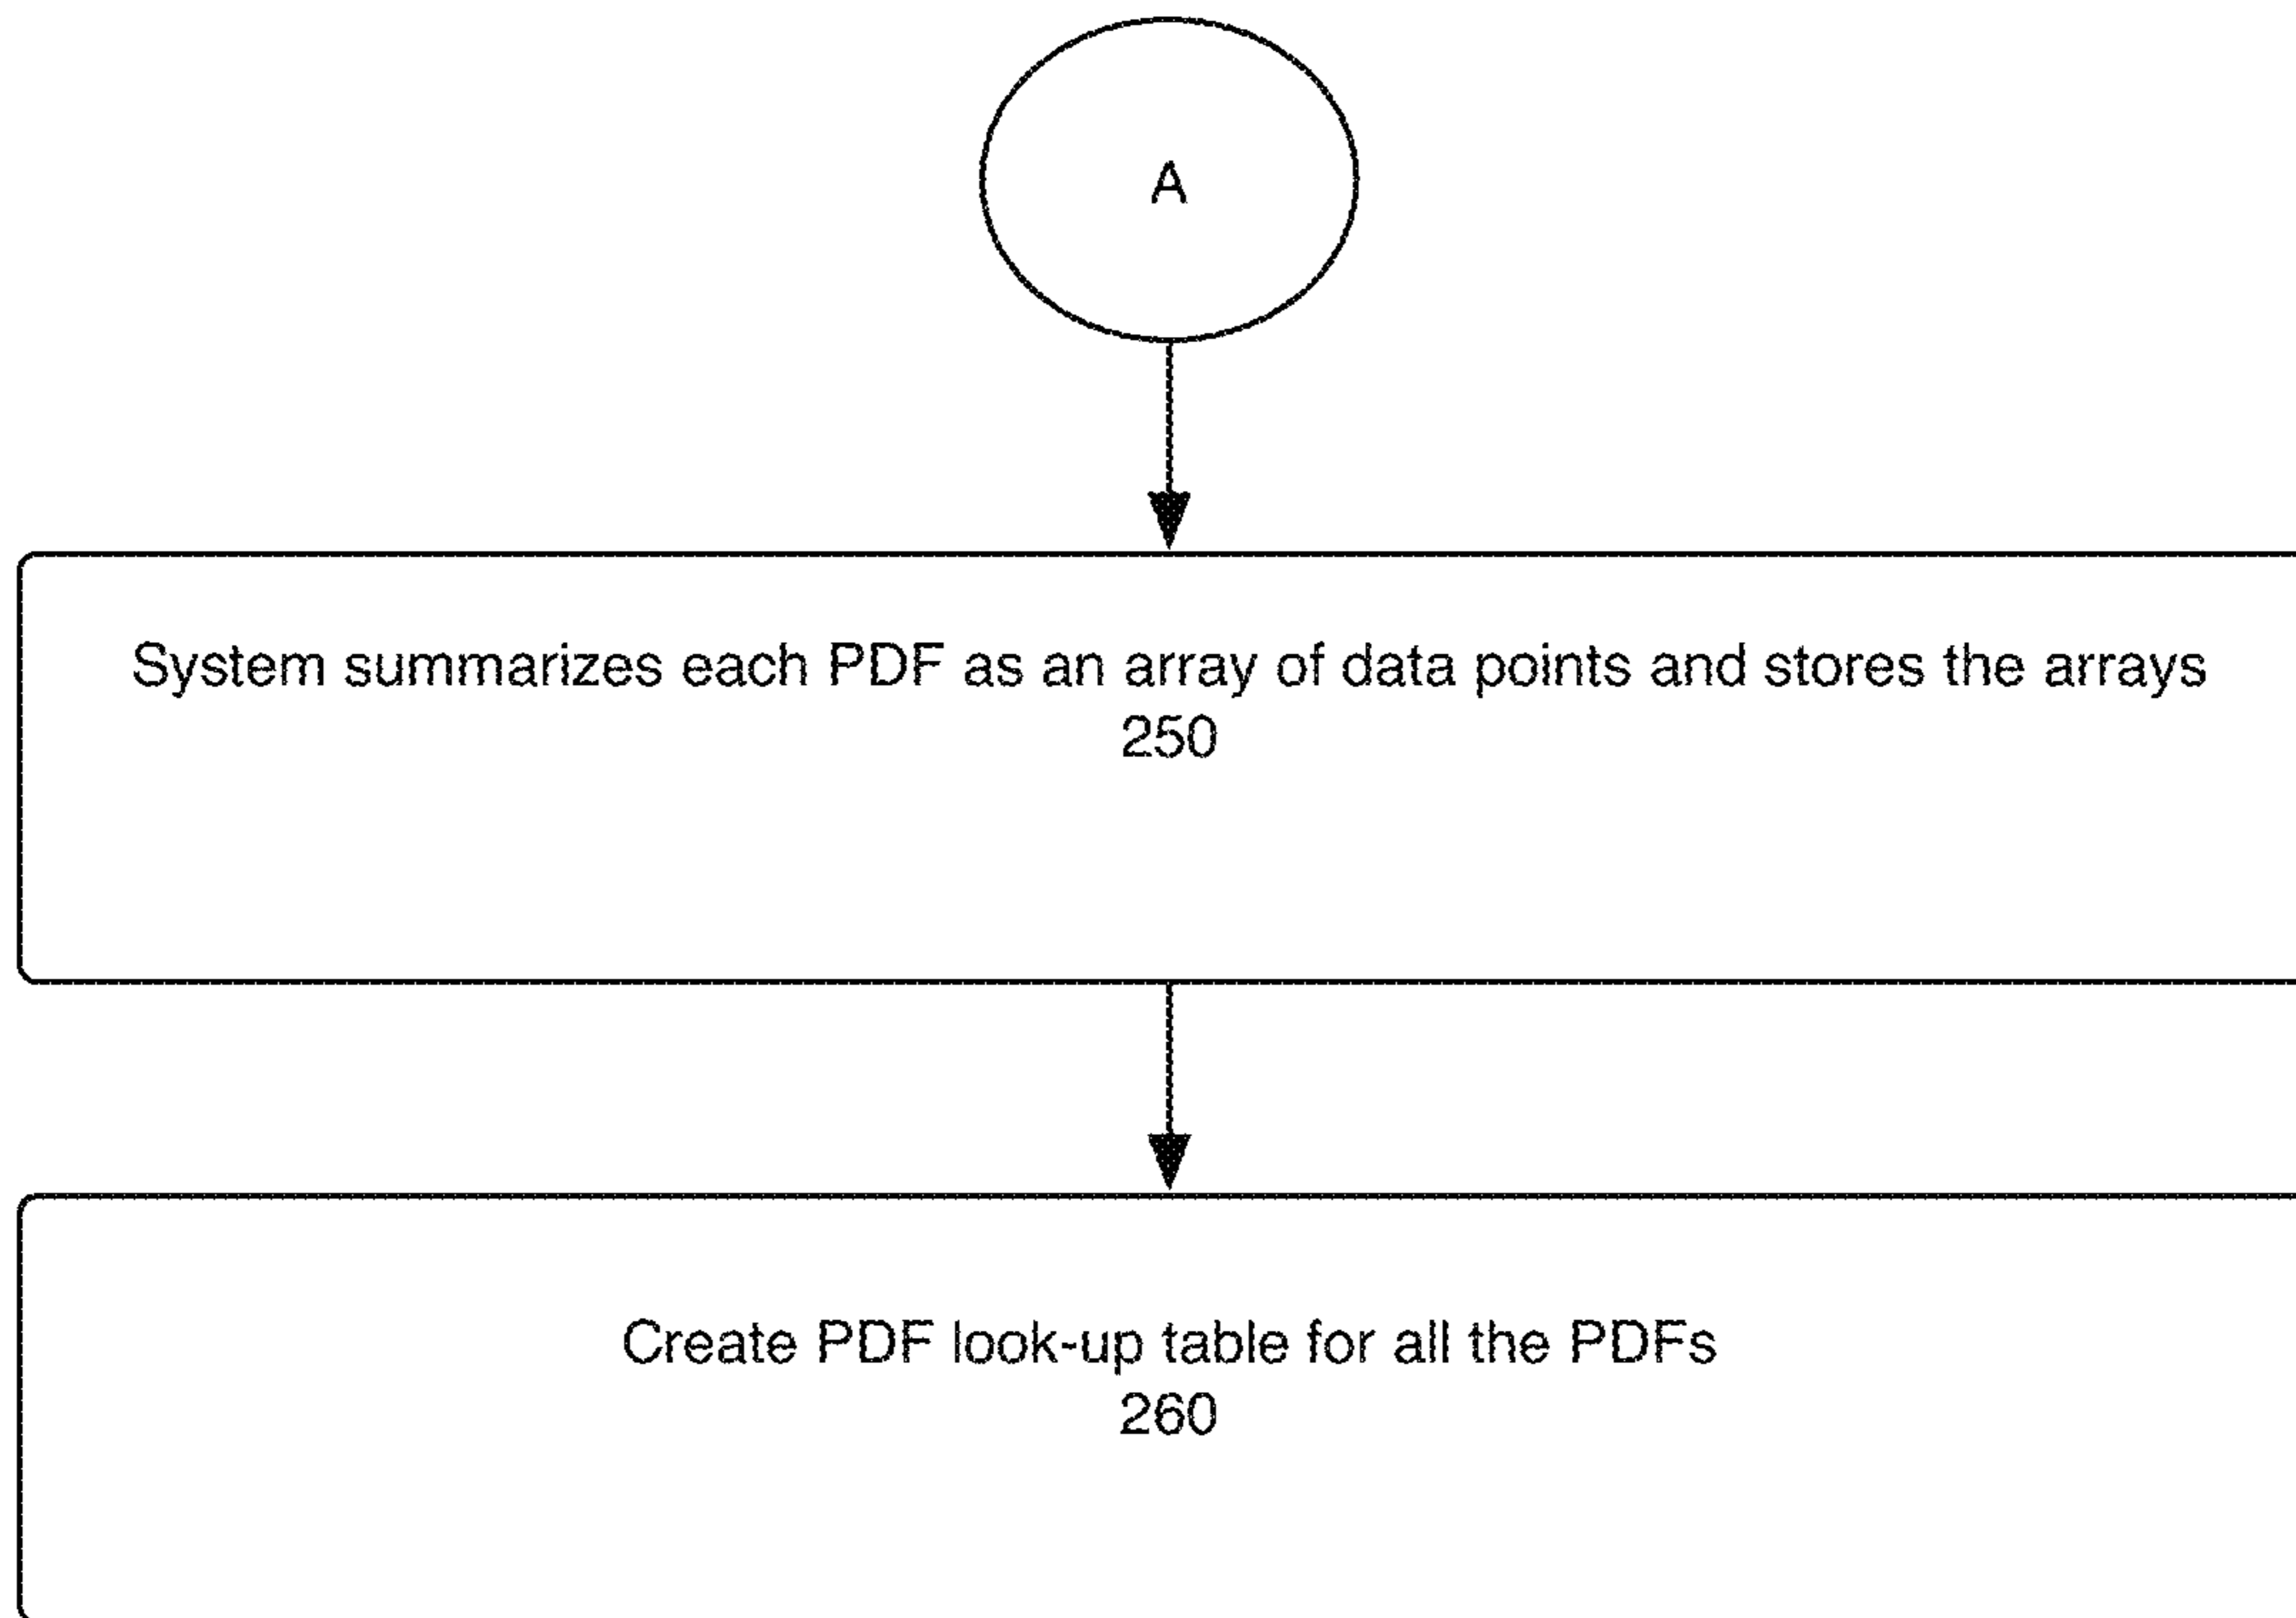 A
System summarizes each PDF as an array of data points and stores the arrays
250
Create PDF look-up table for all the PDFs
260